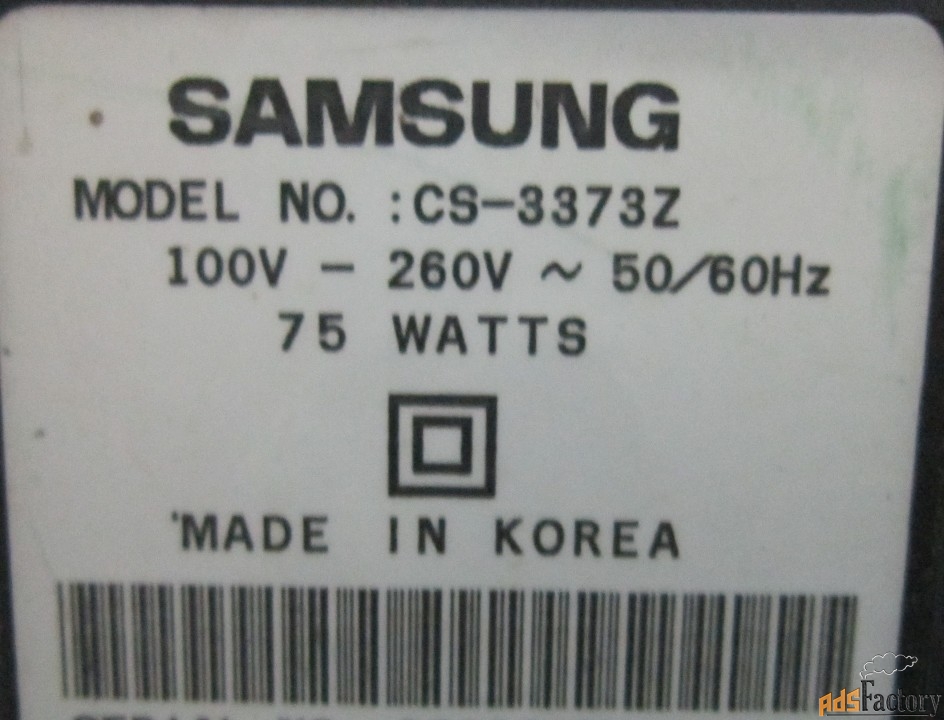 SAMSUNG
MODEL NO. :CS-3373Z
100V - 260V ~ 50/60Hz
75 WATTS
MADE IN KOREA
AdsFactory